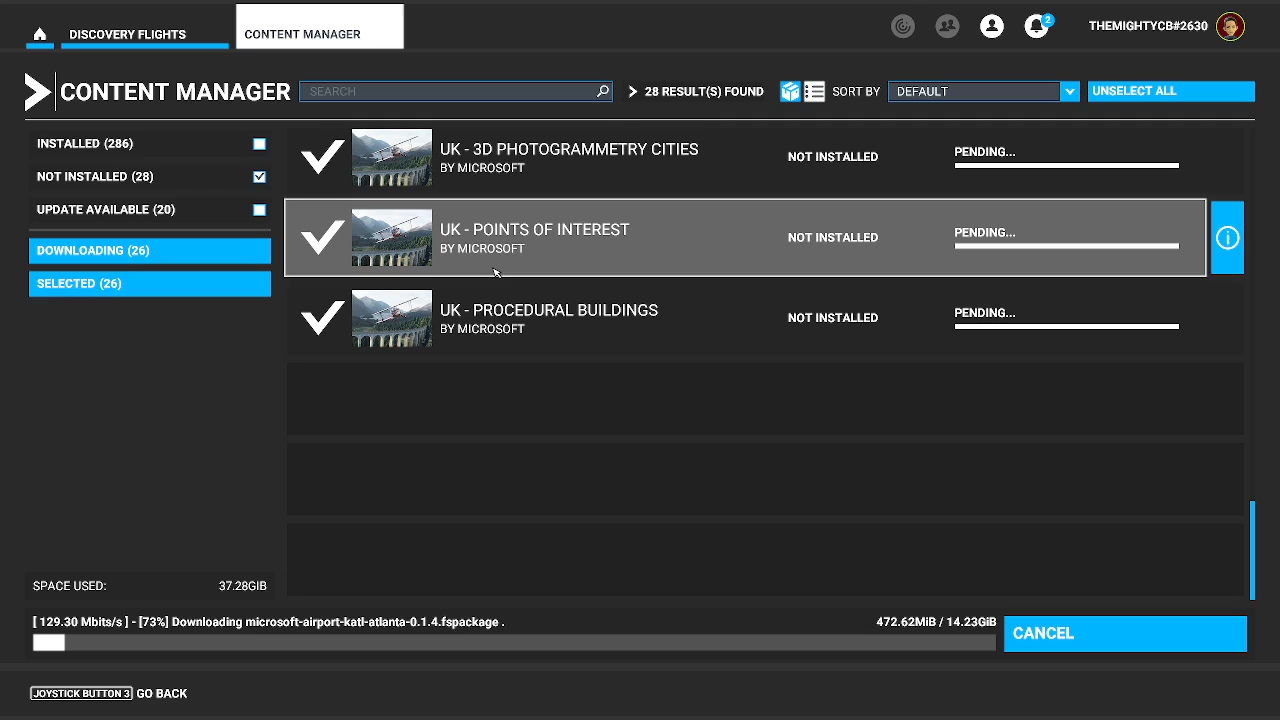 DISCOVERY FLIGHTS
CONTENT MANAGER
2
THEMIGHTYCB#2630
CONTENT MANAGER
SEARCH
28 RESULT(S) FOUND
SORT BY
DEFAULT
UNSELECT ALL
INSTALLED (286)
NOT INSTALLED (28)
UPDATE AVAILABLE (20)
DOWNLOADING (26)
SELECTED (26)
UK - 3D PHOTOGRAMMETRY CITIES
BY MICROSOFT
NOT INSTALLED
PENDING...
UK - POINTS OF INTEREST
BY MICROSOFT
NOT INSTALLED
PENDING...
UK - PROCEDURAL BUILDINGS
BY MICROSOFT
NOT INSTALLED
PENDING...
SPACE USED: 37.28GIB
[ 129.30 Mbits/s ] - [73%] Downloading microsoft-airport-katl-atlanta-0.1.4.fspackage .
472.62MiB / 14.23GiB
CANCEL
JOYSTICK BUTTON 3 GO BACK